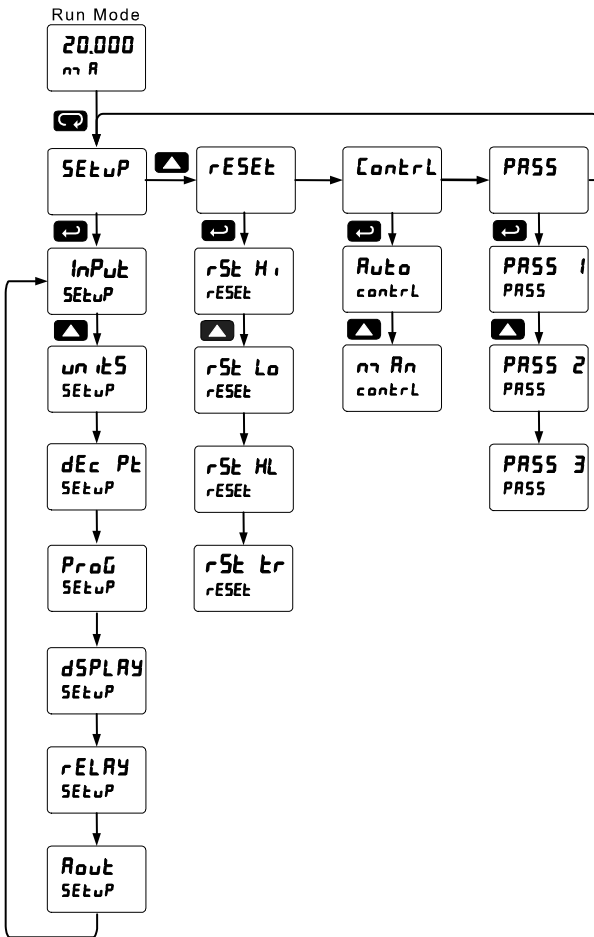 Run Mode
20.000
mA
SEtuP
rESEt
ContrL
PASS
InPut
SEtuP
rSt Hi
rESEt
Auto
contrL
PASS 1
PASS
unitS
SEtuP
rSt Lo
rESEt
mAn
contrL
PASS 2
PASS
dEc Pt
SEtuP
rSt HL
rESEt
PASS 3
PASS
ProG
SEtuP
rSt tr
rESEt
dSPLAY
SEtuP
rELAY
SEtuP
Aout
SEtuP